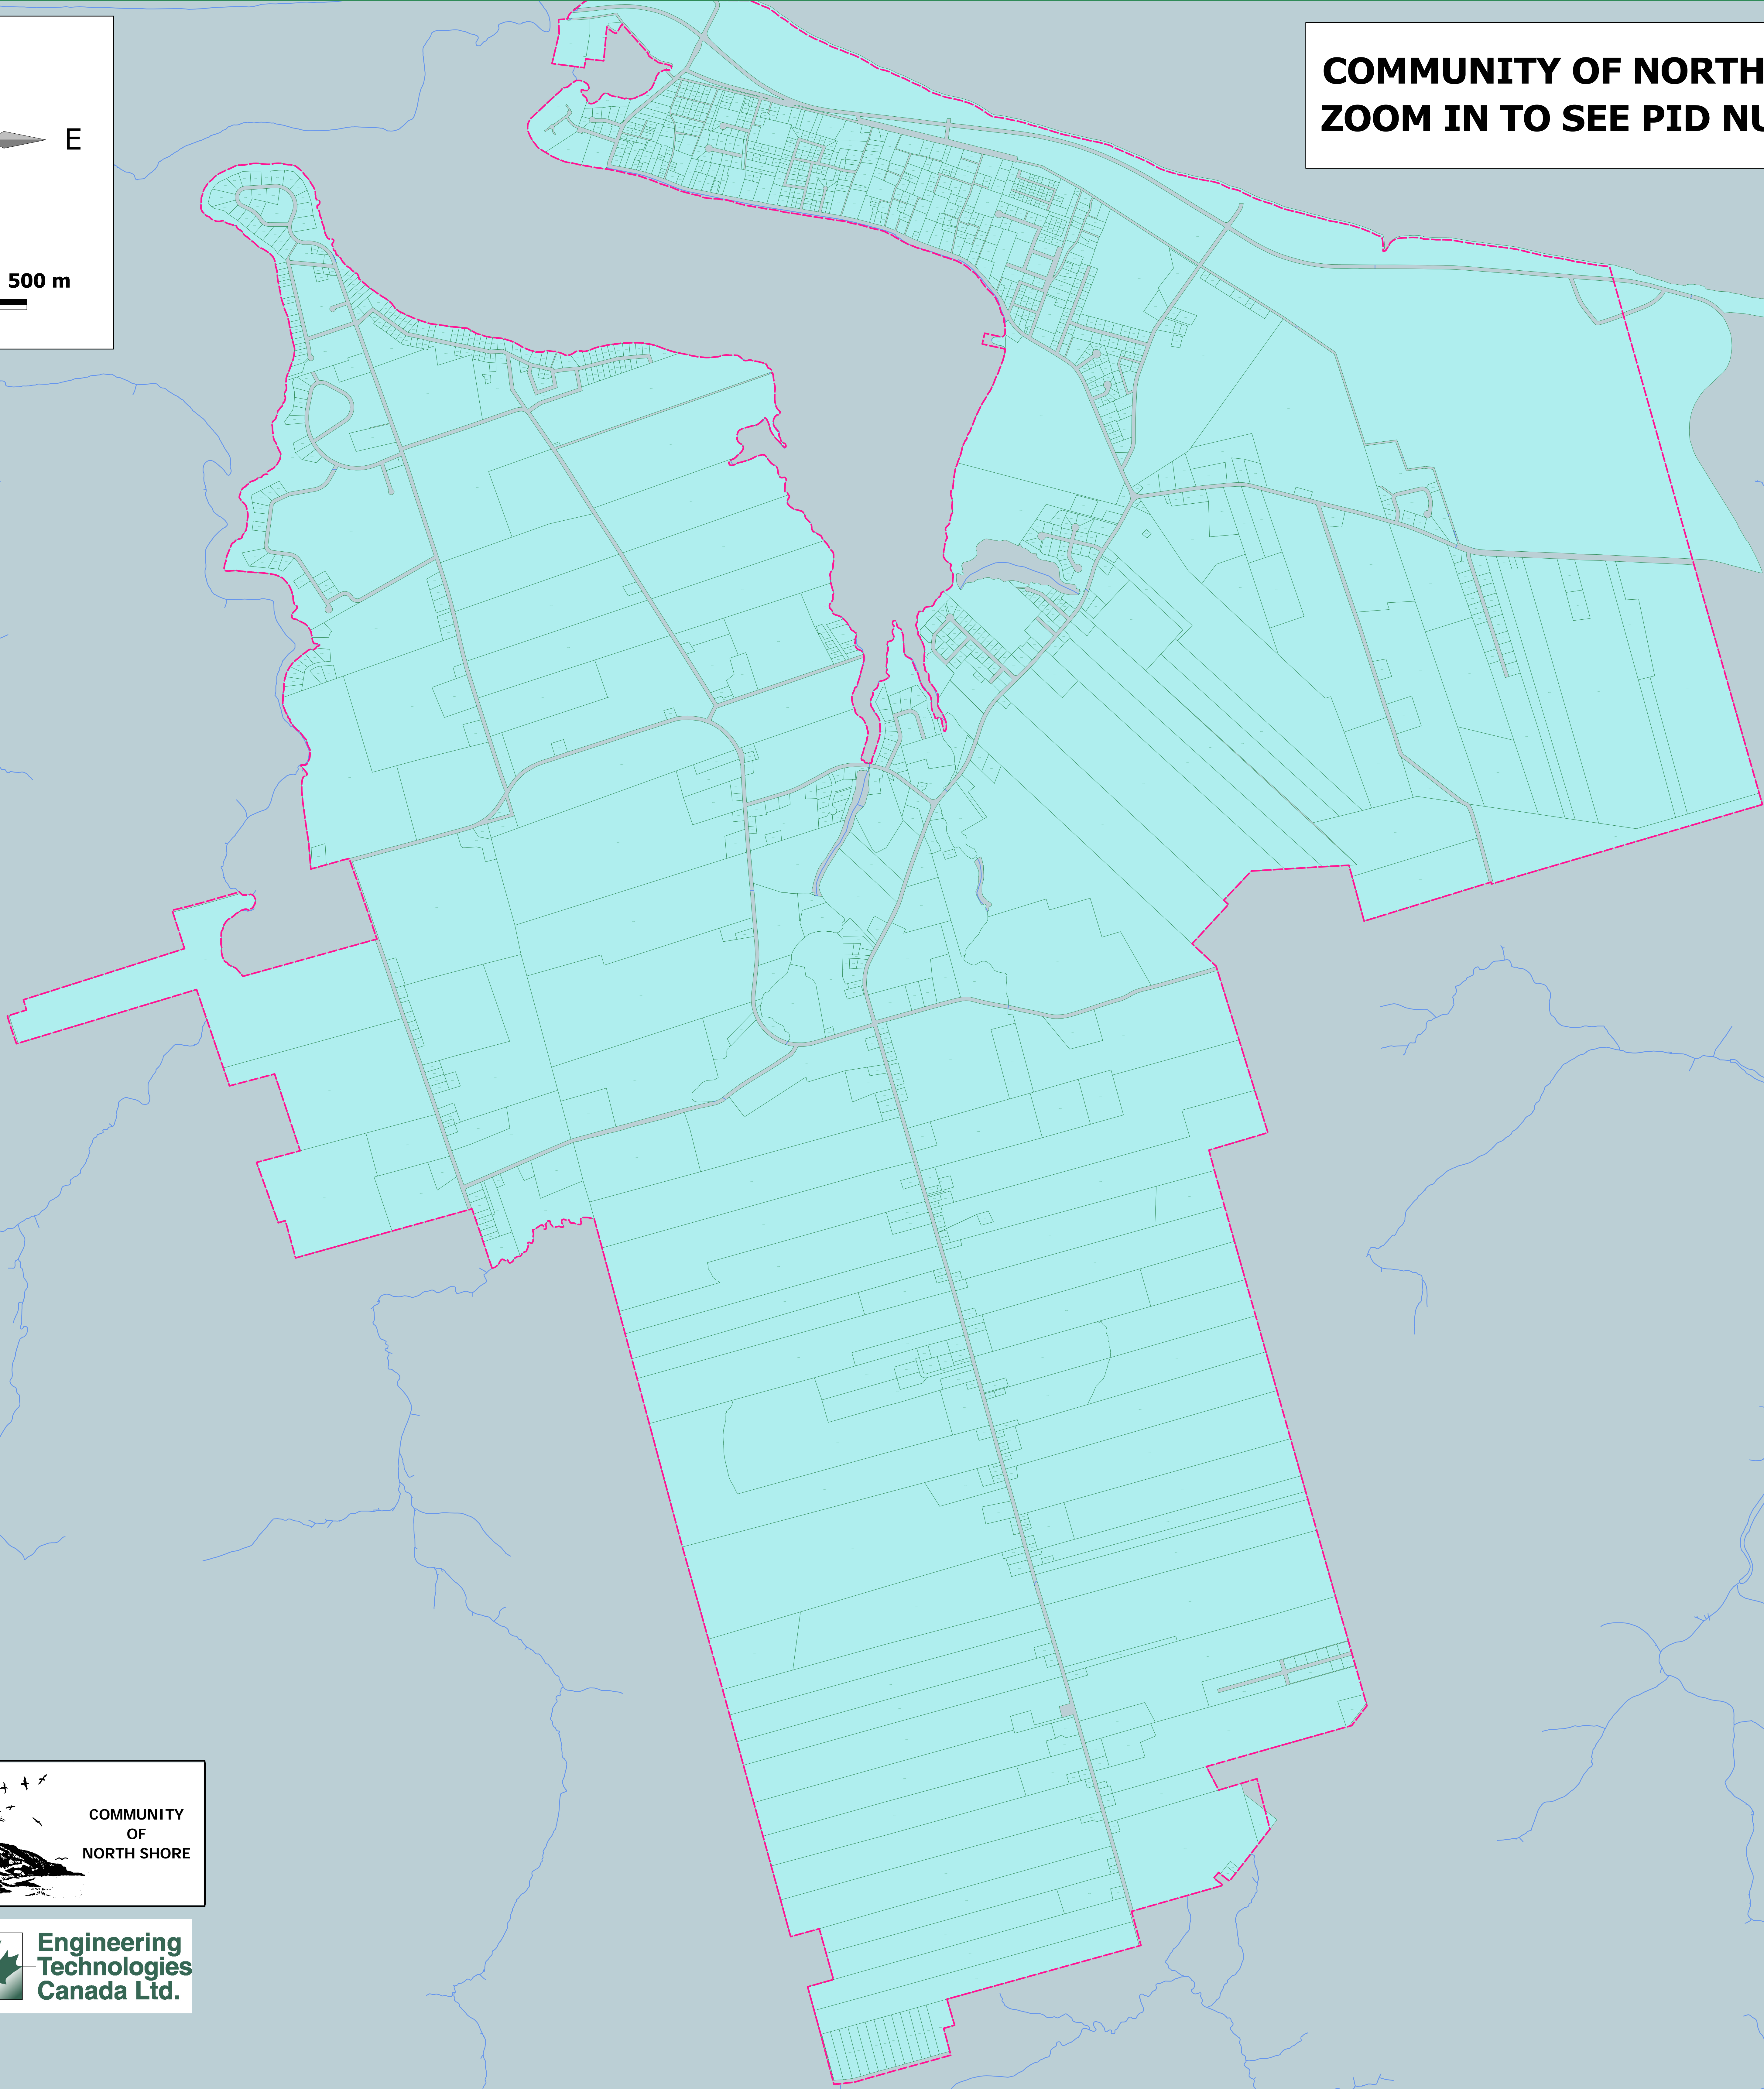 COMMUNITY OF NORTH
ZOOM IN TO SEE PID NU
E
500 m
COMMUNITY
OF
NORTH SHORE
Engineering
Technologies
Canada Ltd.